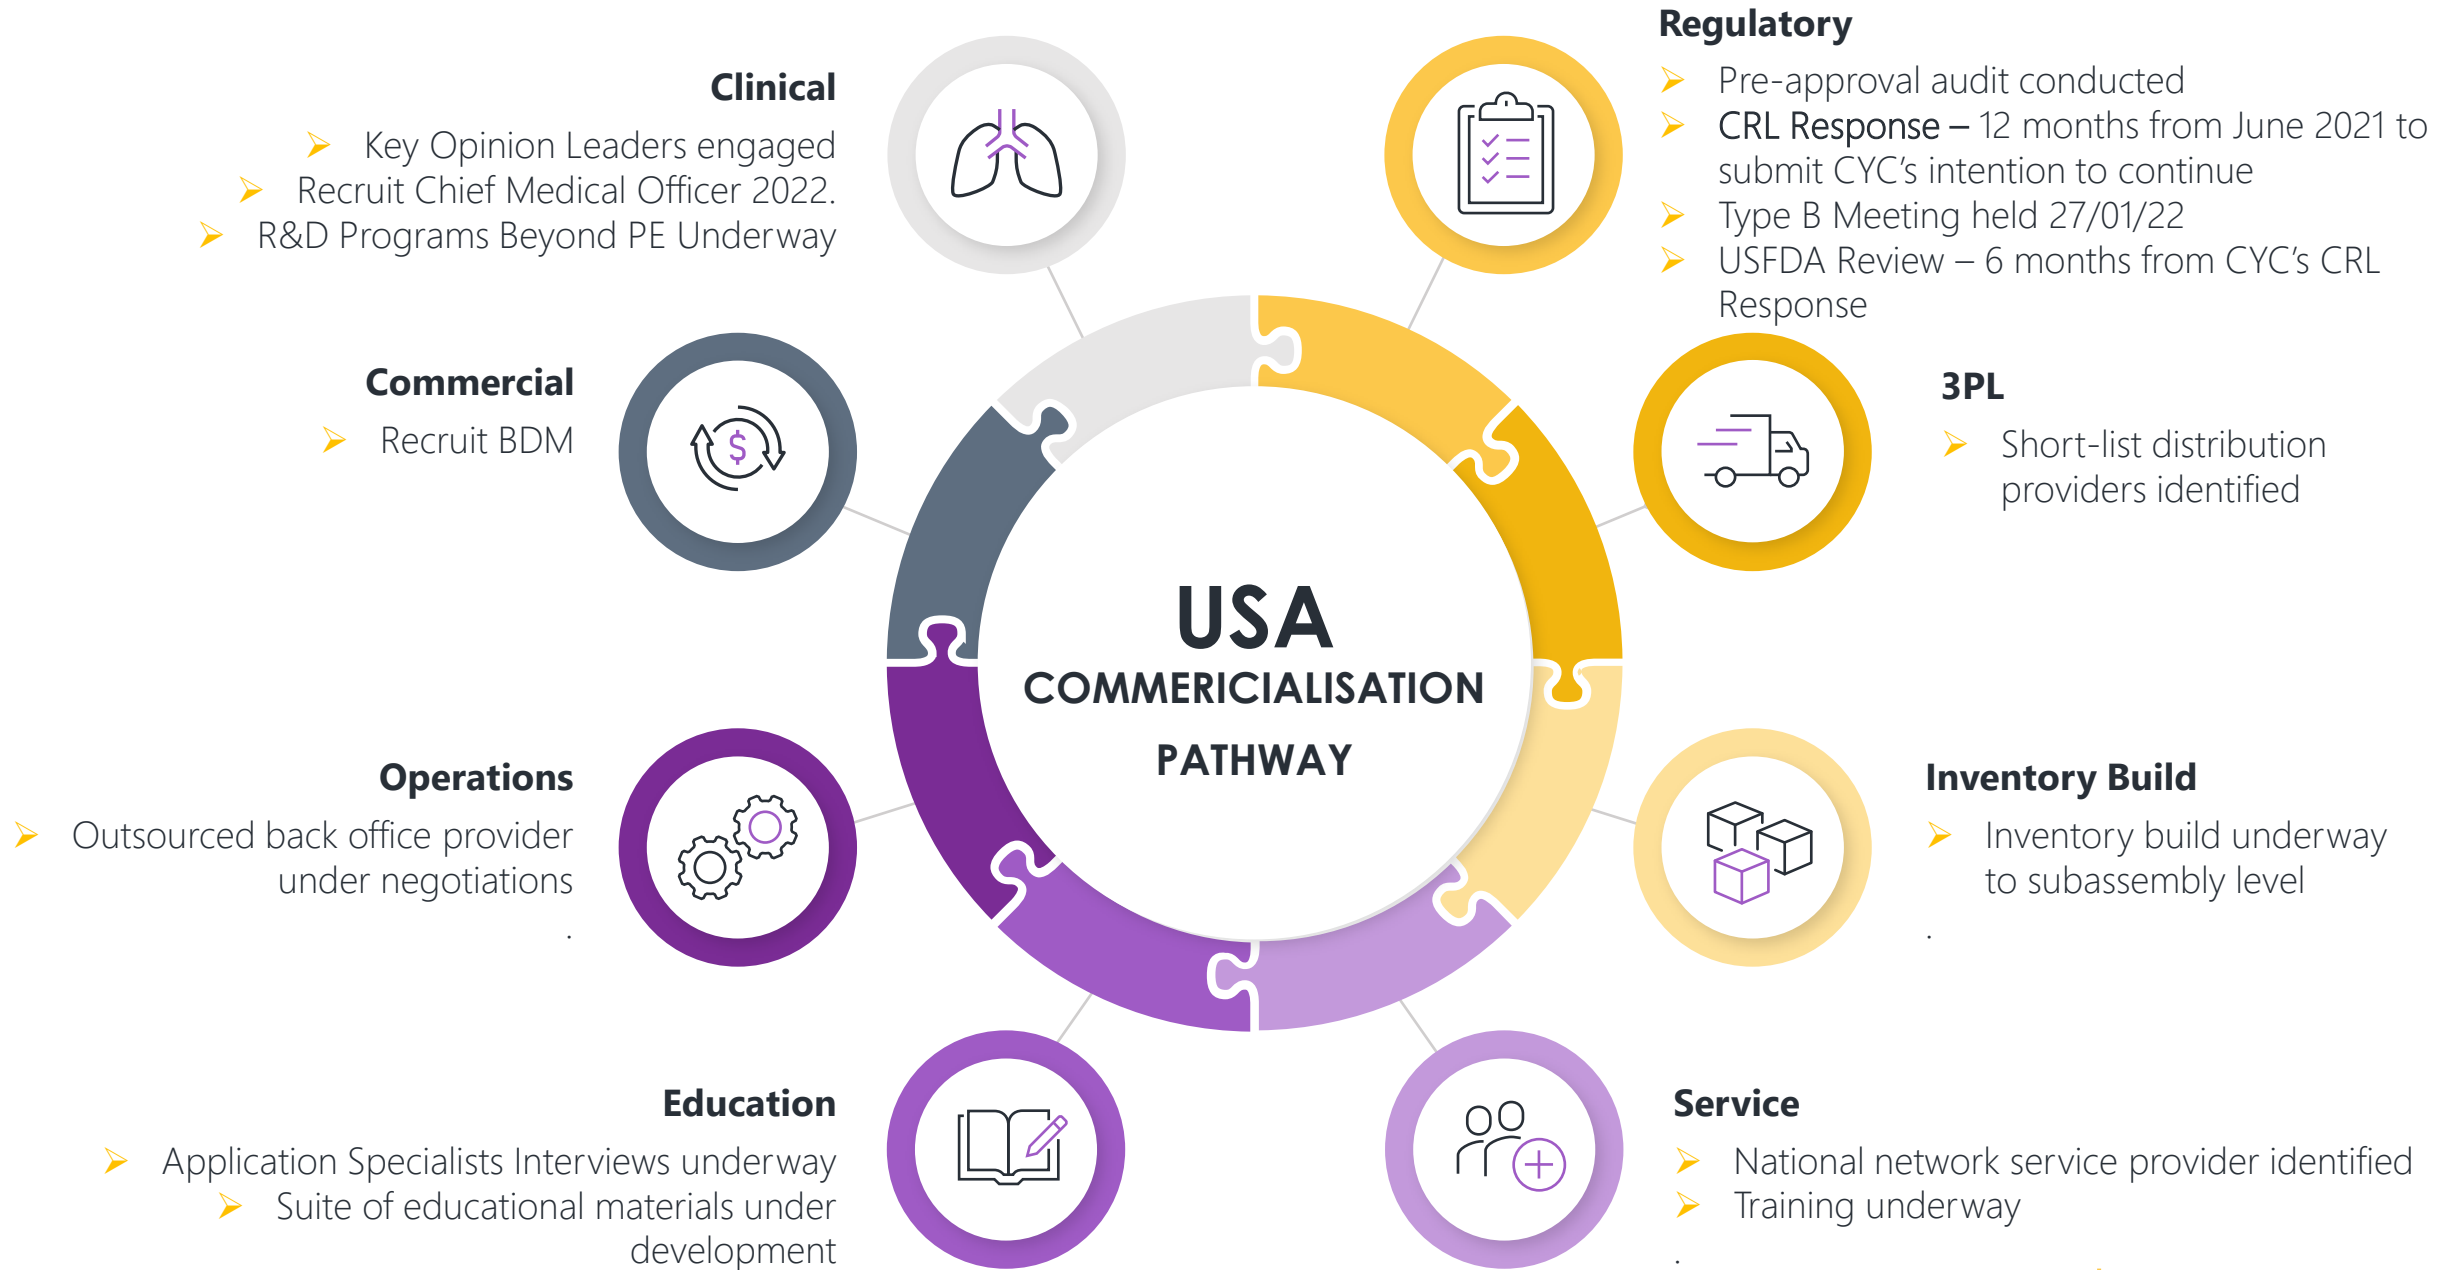 Regulatory
➢ Pre-approval audit conducted
➢ CRL Response – 12 months from June 2021 to
submit CYC’s intention to continue
➢ Type B Meeting held 27/01/22
➢ USFDA Review – 6 months from CYC’s CRL
Response
3PL
➢ Short-list distribution
providers identified
Inventory Build
➢ Inventory build underway
to subassembly level
.
Service
➢ National network service provider identified
➢ Training underway
.
Education
➢ Application Specialists Interviews underway
➢ Suite of educational materials under
development
Operations
➢ Outsourced back office provider
under negotiations
.
Commercial
➢ Recruit BDM
$
Clinical
➢ Key Opinion Leaders engaged
➢ Recruit Chief Medical Officer 2022.
➢ R&D Programs Beyond PE Underway
USA
COMMERICIALISATION
PATHWAY